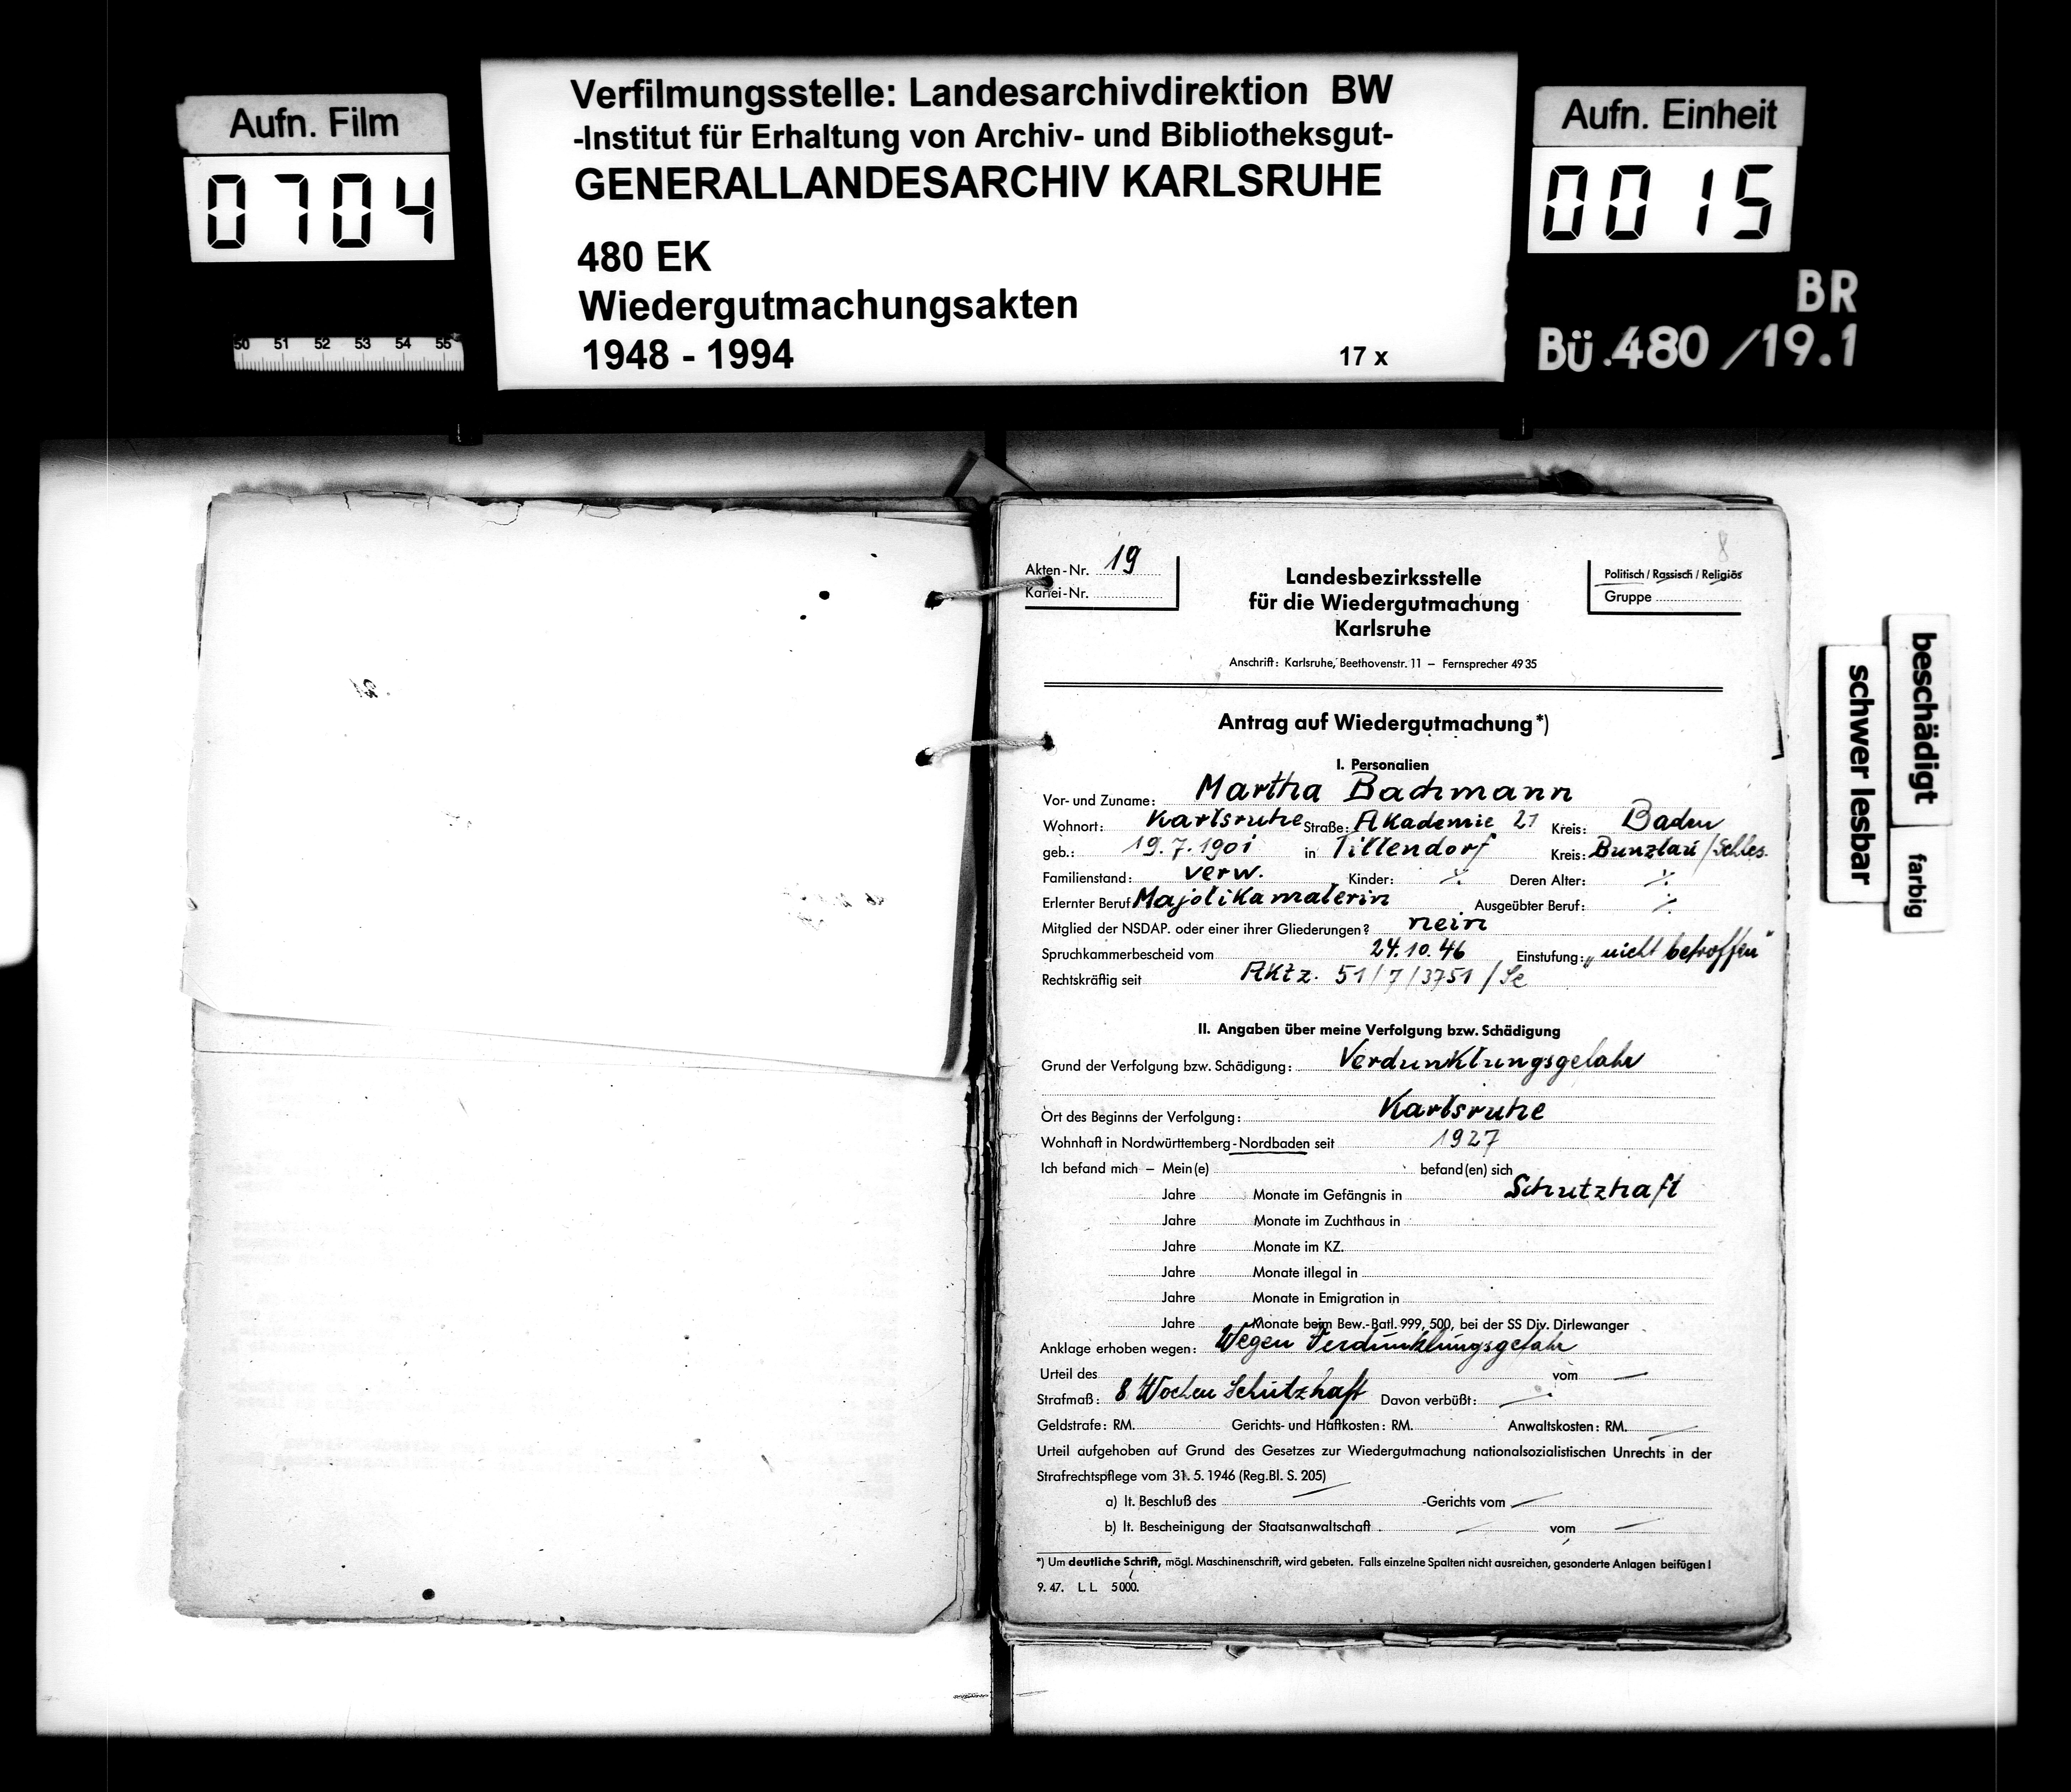 Aufn. Film
0704
Verfilmungsstelle: Landesarchivdirektion BW
-Institut für Erhaltung von Archiv- und Bibliotheksgut-
GENERALLANDESARCHIV KARLSRUHE
480 EK
Wiedergutmachungsakten
1948 - 1994
17 x
Aufn. Einheit
0015
BR
Bü.480/19.1
50 51 52 53 54 55
beschädigt
schwer lesbar
farbig
8
Akten-Nr. 19
Kartei-Nr.
Landesbezirksstelle
für die Wiedergutmachung
Karlsruhe
Politisch / Rassisch / Religiös
Gruppe
Anschrift: Karlsruhe, Beethovenstr. 11 – Fernsprecher 4935
Antrag auf Wiedergutmachung*)
I. Personalien
Vor- und Zuname: Martha Bachmann
Wohnort: Karlsruhe Straße: Akademie 21 Kreis: Baden
geb.: 19.7.1901 in Tillendorf Kreis: Bunzlau/Schles.
Familienstand: verw. Kinder: ./. Deren Alter: ./.
Erlernter Beruf Majolikamalerin Ausgeübter Beruf: ./.
Mitglied der NSDAP. oder einer ihrer Gliederungen? nein
Spruchkammerbescheid vom 24.10.46 Einstufung: „nicht betroffen"
Rechtskräftig seit AKtz. 51/7/3751/Se
II. Angaben über meine Verfolgung bzw. Schädigung
Grund der Verfolgung bzw. Schädigung: Verdunklungsgefahr
Ort des Beginns der Verfolgung: Karlsruhe
Wohnhaft in Nordwürttemberg-Nordbaden seit 1927
Ich befand mich – Mein(e) befand(en) sich
Jahre Monate im Gefängnis in Schutzhaft
Jahre Monate im Zuchthaus in
Jahre Monate im KZ.
Jahre Monate illegal in
Jahre Monate in Emigration in
Jahre Monate beim Bew.-Batl. 999, 500, bei der SS Div. Dirlewanger
Anklage erhoben wegen: Wegen Verdunklungsgefahr
Urteil des vom —
Strafmaß: 8 Wochen Schutzhaft Davon verbüßt: —
Geldstrafe: RM. Gerichts- und Haftkosten: RM. Anwaltskosten: RM. —
Urteil aufgehoben auf Grund des Gesetzes zur Wiedergutmachung nationalsozialistischen Unrechts in der
Strafrechtspflege vom 31.5.1946 (Reg.Bl. S. 205)
a) lt. Beschluß des — -Gerichts vom —
b) lt. Bescheinigung der Staatsanwaltschaft — vom —
*) Um deutliche Schrift, mögl. Maschinenschrift, wird gebeten. Falls einzelne Spalten nicht ausreichen, gesonderte Anlagen beifügen!
9. 47. L. L. 5000.